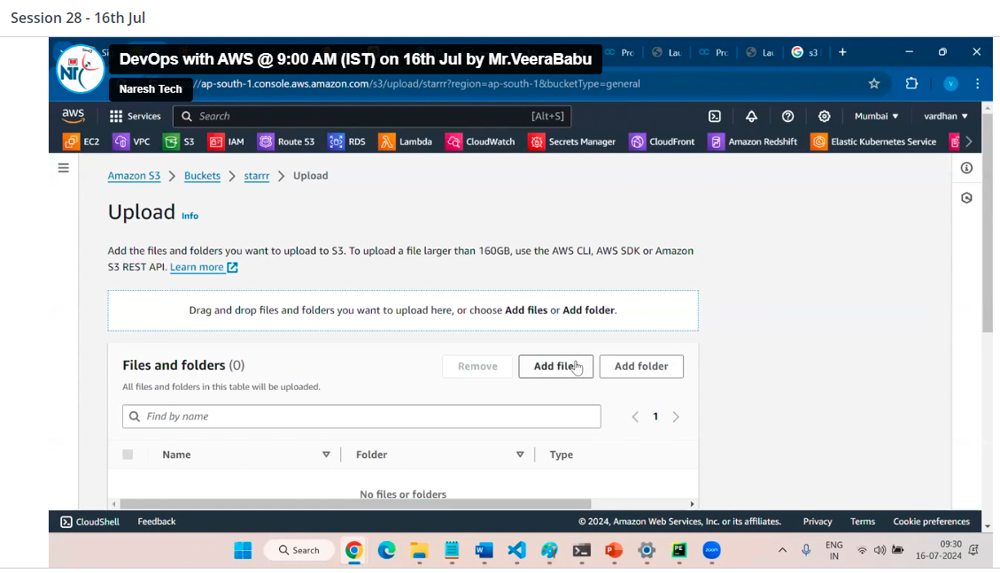 Session 28 - 16th Jul
DevOps with AWS @ 9:00 AM (IST) on 16th Jul by Mr.VeeraBabu
Pro
Lau
Pro
Lau
s3
Naresh Tech
//ap-south-1.console.aws.amazon.com/s3/upload/starrr?region=ap-south-1&bucketType=general
aws
Services
Search
[Alt+S]
Mumbai
vardhan
EC2 VPC S3 IAM Route 53 RDS Lambda CloudWatch Secrets Manager CloudFront Amazon Redshift Elastic Kubernetes Service
Amazon S3 > Buckets > starrr > Upload
Upload Info
Add the files and folders you want to upload to S3. To upload a file larger than 160GB, use the AWS CLI, AWS SDK or Amazon
S3 REST API. Learn more
Drag and drop files and folders you want to upload here, or choose Add files or Add folder.
Files and folders (0)
Remove
Add file
Add folder
All files and folders in this table will be uploaded.
Find by name
1
Name
Folder
Type
No files or folders
CloudShell Feedback © 2024, Amazon Web Services, Inc. or its affiliates. Privacy Terms Cookie preferences
Search
ENG
IN
09:30
16-07-2024